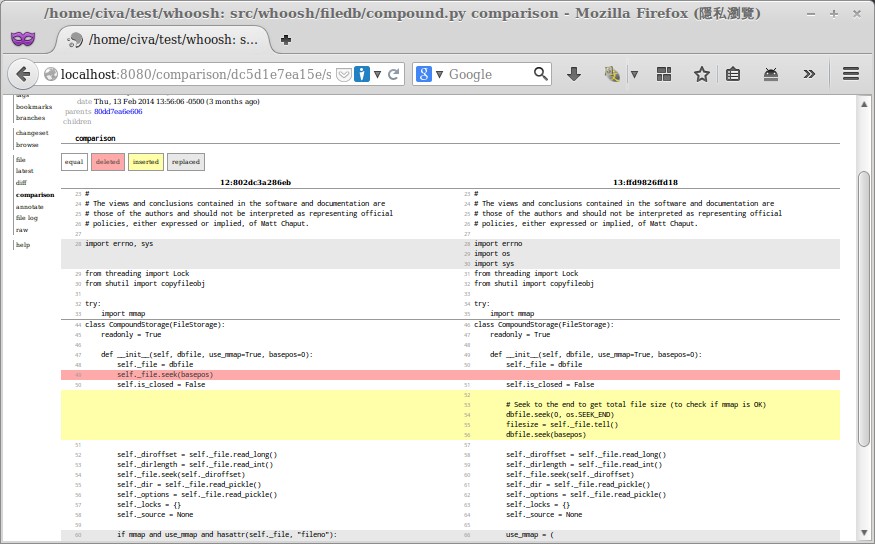 /home/civa/test/whoosh: src/whoosh/filedb/compound.py comparison - Mozilla Firefox (隱私瀏覽)
/home/civa/test/whoosh: s...
localhost:8080/comparison/dc5d1e7ea15e/s
Google
tags
bookmarks
branches
changeset
browse
file
latest
diff
comparison
annotate
file log
raw
help
date Thu, 13 Feb 2014 13:56:06 -0500 (3 months ago)
parents 80dd7ea6e606
children
comparison
equal deleted inserted replaced
12:802dc3a286eb 13:ffd9826ffd18
23 # 23 #
24 # The views and conclusions contained in the software and documentation are 24 # The views and conclusions contained in the software and documentation are
25 # those of the authors and should not be interpreted as representing official 25 # those of the authors and should not be interpreted as representing official
26 # policies, either expressed or implied, of Matt Chaput. 26 # policies, either expressed or implied, of Matt Chaput.
27 27
28 import errno, sys 28 import errno
29 import os
30 import sys
29 from threading import Lock 31 from threading import Lock
30 from shutil import copyfileobj 32 from shutil import copyfileobj
31 33
32 try: 34 try:
33 import mmap 35 import mmap
44 class CompoundStorage(FileStorage): 46 class CompoundStorage(FileStorage):
45 readonly = True 47 readonly = True
46 48
47 def __init__(self, dbfile, use_mmap=True, basepos=0): 49 def __init__(self, dbfile, use_mmap=True, basepos=0):
48 self._file = dbfile 50 self._file = dbfile
49 self._file.seek(basepos)
50 self.is_closed = False 51 self.is_closed = False
52
53 # Seek to the end to get total file size (to check if mmap is OK)
54 dbfile.seek(0, os.SEEK_END)
55 filesize = self._file.tell()
56 dbfile.seek(basepos)
51 57
52 self._diroffset = self._file.read_long() 58 self._diroffset = self._file.read_long()
53 self._dirlength = self._file.read_int() 59 self._dirlength = self._file.read_int()
54 self._file.seek(self._diroffset) 60 self._file.seek(self._diroffset)
55 self._dir = self._file.read_pickle() 61 self._dir = self._file.read_pickle()
56 self._options = self._file.read_pickle() 62 self._options = self._file.read_pickle()
57 self._locks = {} 63 self._locks = {}
58 self._source = None 64 self._source = None
59 65
60 if mmap and use_mmap and hasattr(self._file, "fileno"): 66 use_mmap = (